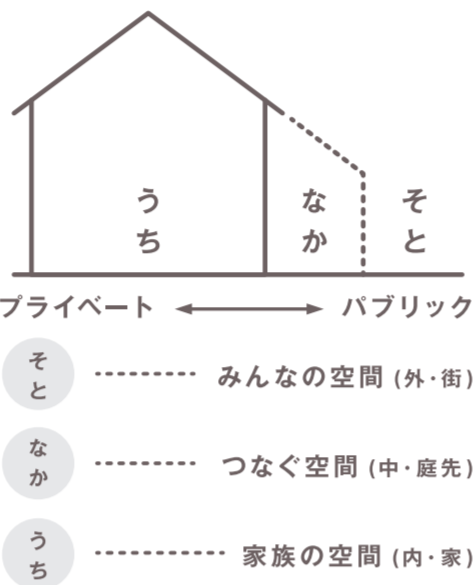 うち
なか
そと
プライベート
パブリック
そと
みんなの空間 (外・街)
なか
つなぐ空間 (中・庭先)
うち
家族の空間 (内・家)